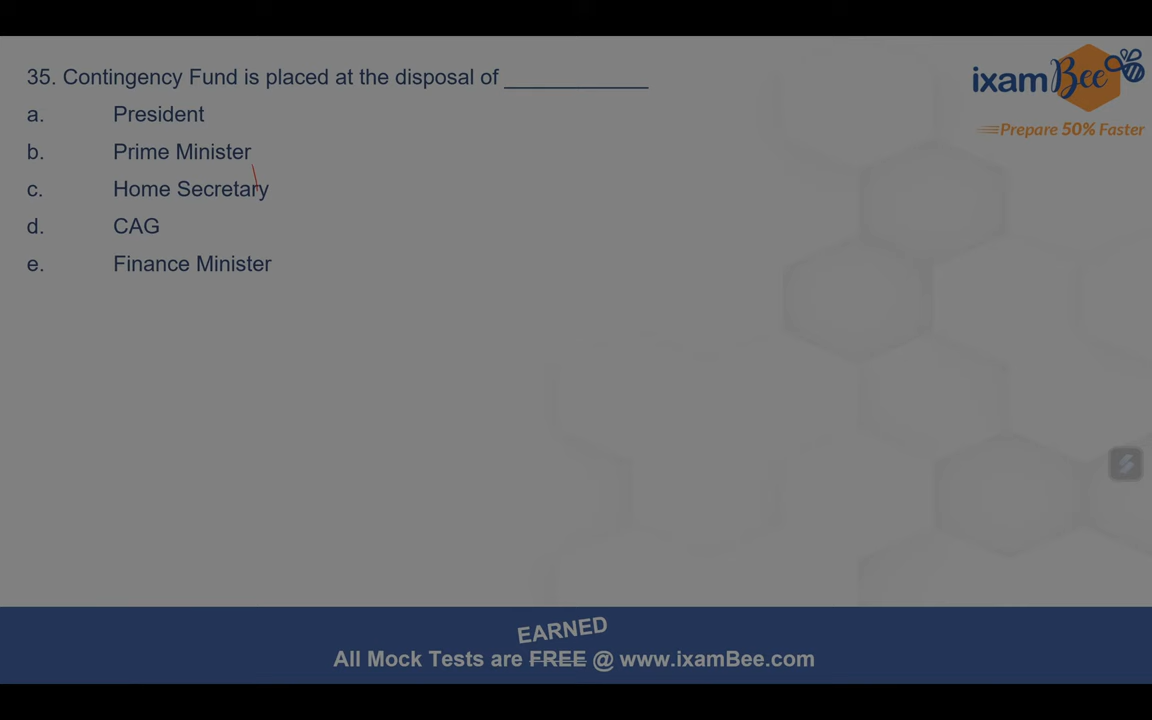 35. Contingency Fund is placed at the disposal of ____________
a. President
b. Prime Minister
c. Home Secretary
d. CAG
e. Finance Minister
ixamBee
Prepare 50% Faster
EARNED
All Mock Tests are FREE @ www.ixamBee.com